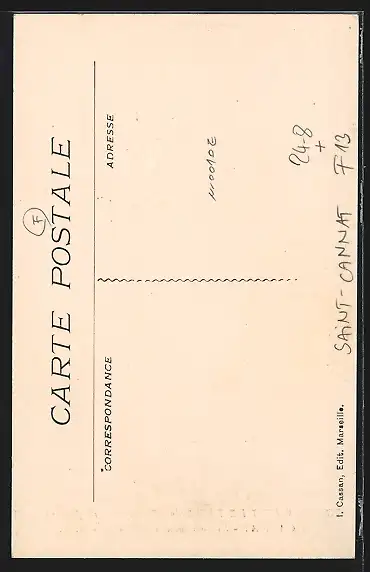 CARTE POSTALE
F
CORRESPONDANCE
ADRESSE
24-8
+
SAINT-CANNAT F13
I. Cassan, Edit. Marseille.